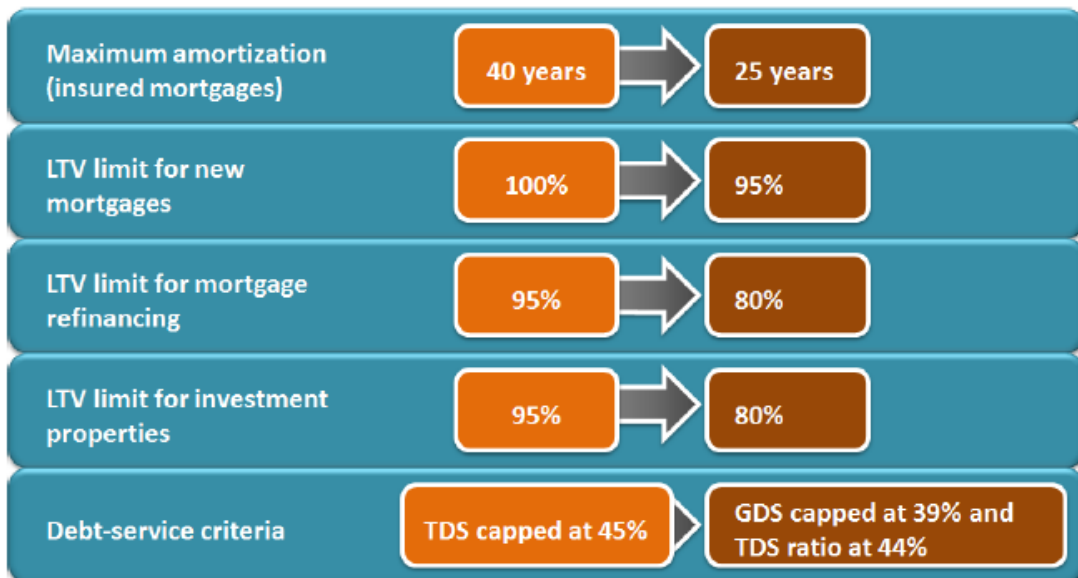 Maximum amortization
(insured mortgages)
40 years
25 years
LTV limit for new
mortgages
100%
95%
LTV limit for mortgage
refinancing
95%
80%
LTV limit for investment
properties
95%
80%
Debt-service criteria
TDS capped at 45%
GDS capped at 39% and
TDS ratio at 44%